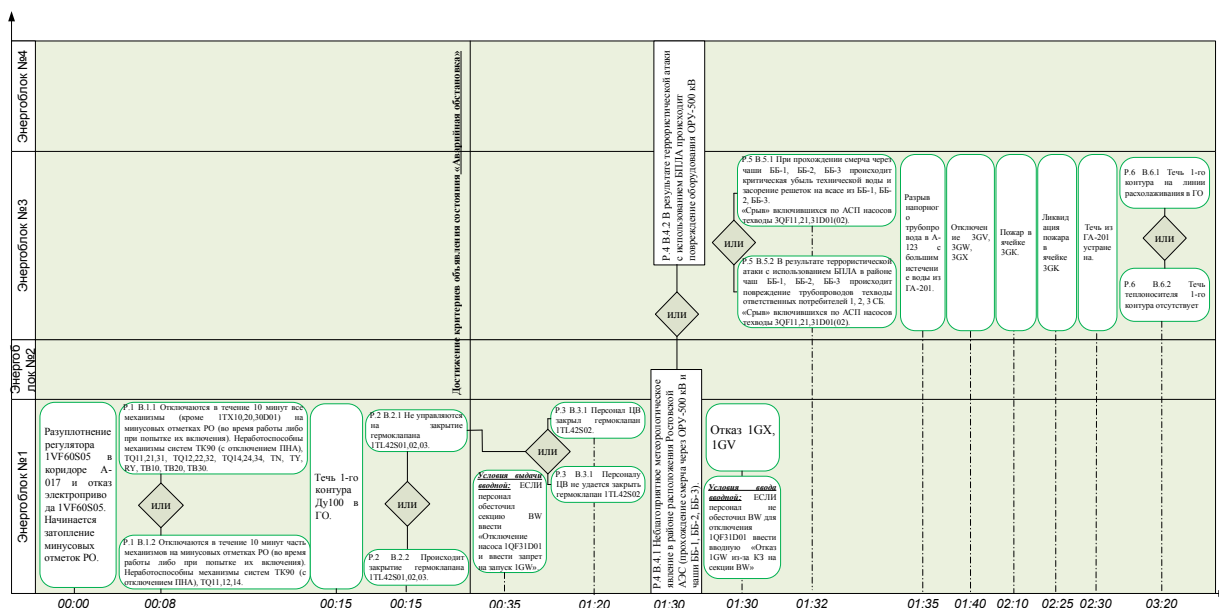 Энергоблок №4
Энергоблок №3
Энергоб
лок №2
Энергоблок №1
Разуплотнение
регулятора
1VF60S05 в
коридоре А-
017 и отказ
электроприво
да 1VF60S05.
Начинается
затопление
минусовых
отметок РО.
Р.1 В.1.1 Отключаются в течение 10 минут все
механизмы (кроме 1TX10,20,30D01) на
минусовых отметках РО (во время работы либо
при попытке их включения). Неработоспособны
механизмы систем TK90 (с отключением ПНА),
TQ11,21,31, TQ12,22,32, TQ14,24,34, TN, TY,
RY, TB10, TB20, TB30.
ИЛИ
Р.1 В.1.2 Отключаются в течение 10 минут часть
механизмов на минусовых отметках РО (во время
работы либо при попытке их включения).
Неработоспособны механизмы систем TK90 (с
отключением ПНА), TQ11,12,14.
Течь 1-го
контура
Ду100 в
ГО.
Р.2 В.2.1 Не управляются
на закрытие
гермоклапана
1TL42S01,02,03.
ИЛИ
Р.2 В.2.2 Происходит
закрытие гермоклапана
1TL42S01,02,03.
Достижение критериев объявления состояния «Аварийная обстановка»
Условия выдачи
вводной: ЕСЛИ
персонал
обесточил
секцию BW
ввести
«Отключение
насоса 1QF31D01
и ввести запрет
на запуск 1GW».
Р.3 В.3.1 Персонал ЦВ
закрыл гермоклапан
1TL42S02.
ИЛИ
Р.3 В.3.1 Персоналу
ЦВ не удается закрыть
гермоклапан 1TL42S02
Р.4 В.4.2 В результате террористической атаки
с использованием БПЛА происходит
повреждение оборудования ОРУ-500 кВ
ИЛИ
Р.4 В.4.1 Неблагоприятное метеорологическое
явление в районе расположения Ростовской
АЭС (прохождение смерча через ОРУ-500 кВ и
чаши ББ-1, ББ-2, ББ-3).
Отказ 1GX,
1GV
Условия ввода
вводной: ЕСЛИ
персонал не
обесточил BW для
отключения
1QF31D01 ввести
вводную «Отказ
1GW из-за КЗ на
секции BW»
Р.5 В.5.1 При прохождении смерча через
чаши ББ-1, ББ-2, ББ-3 происходит
критическая убыль технической воды и
засорение решеток на всасе из ББ-1, ББ-
2, ББ-3.
«Срыв» включившихся по АСП насосов
техводы 3QF11,21,31D01(02).
ИЛИ
Р.5 В.5.2 В результате террористической
атаки с использованием БПЛА в районе
чаш ББ-1, ББ-2, ББ-3 происходит
повреждение трубопроводов техводы
ответственных потребителей 1, 2, 3 СБ.
«Срыв» включившихся по АСП насосов
техводы 3QF11,21,31D01(02).
Разрыв
напорног
о
трубопро
вода в А-
123 с
большим
истечение
м воды из
ГА-201.
Отключен
ие 3GV,
3GW,
3GX
Пожар в
ячейке
3GK.
Ликвид
ация
пожара
в
ячейке
3GK
Течь из
ГА-201
устране
на.
Р.6 В.6.1 Течь 1-го
контура на линии
расхолаживания в ГО
ИЛИ
Р.6 В.6.2 Течь
теплоносителя 1-го
контура отсутствует
00:00 00:08 00:15 00:15 00:35 01:20 01:30 01:30 01:32 01:35 01:40 02:10 02:25 02:30 03:20